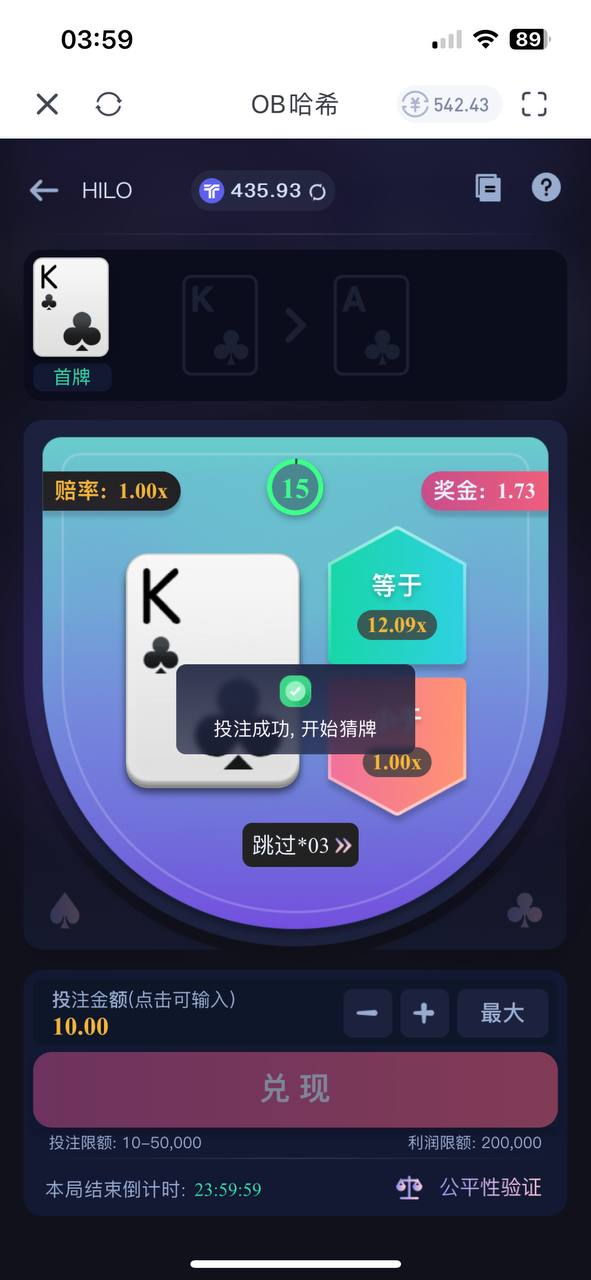 03:59
89
OB哈希
¥ 542.43
HILO
435.93
K
K
A
首牌
赔率: 1.00x
15
奖金: 1.73
K
等于
12.09x
投注成功, 开始猜牌
1.00x
跳过*03
投注金额(点击可输入)
10.00
最大
兑现
投注限额: 10-50,000
利润限额: 200,000
本局结束倒计时: 23:59:59
公平性验证